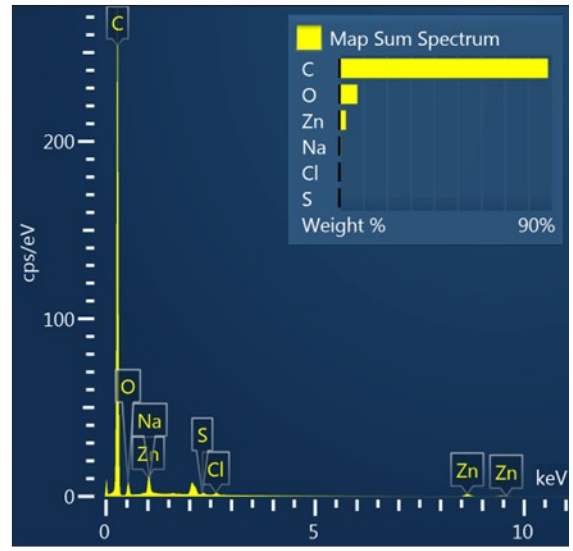 C
Map Sum Spectrum
C
O
Zn
Na
Cl
S
Weight % 90%
200
cps/eV
100
O
Na
Zn
S
Cl
Zn
Zn
keV
0
0
5
10